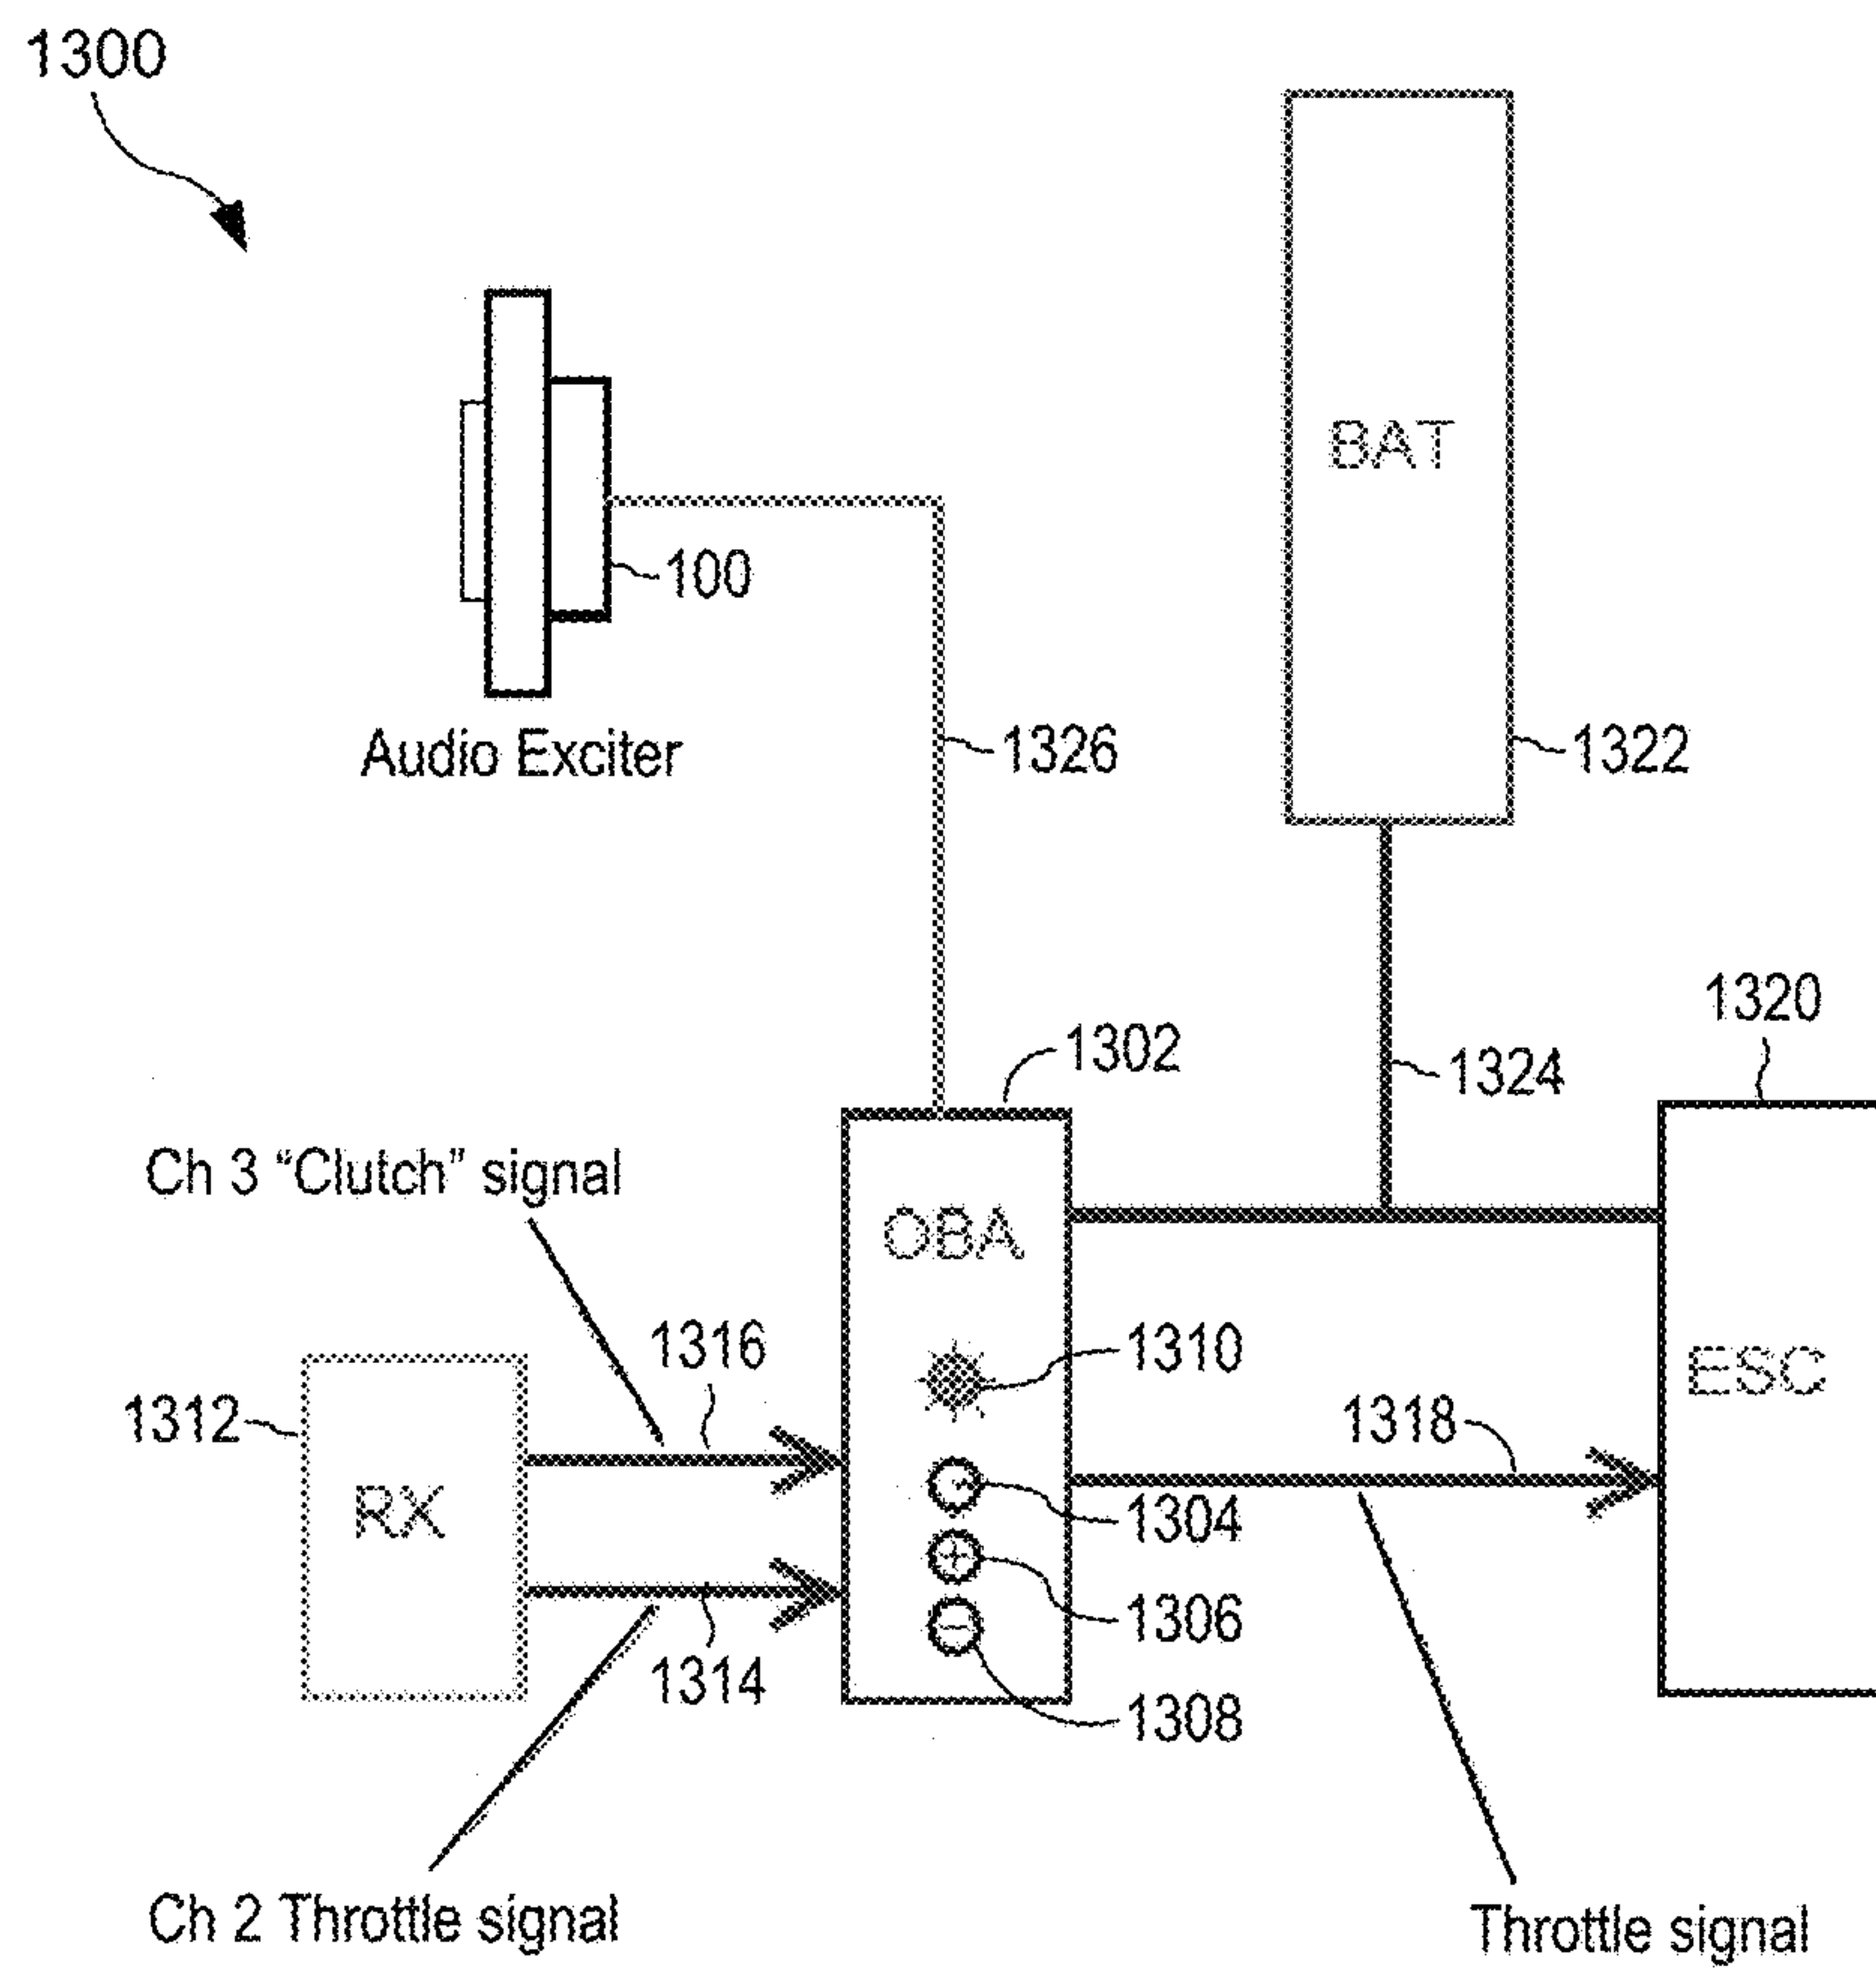 1300
BAT
100
Audio Exciter
1326
1322
1320
1302
1324
Ch 3 “Clutch” signal
OBA
1316
1310
ESC
1312
1318
RX
1304
1306
1314
1308
Ch 2 Throttle signal
Throttle signal